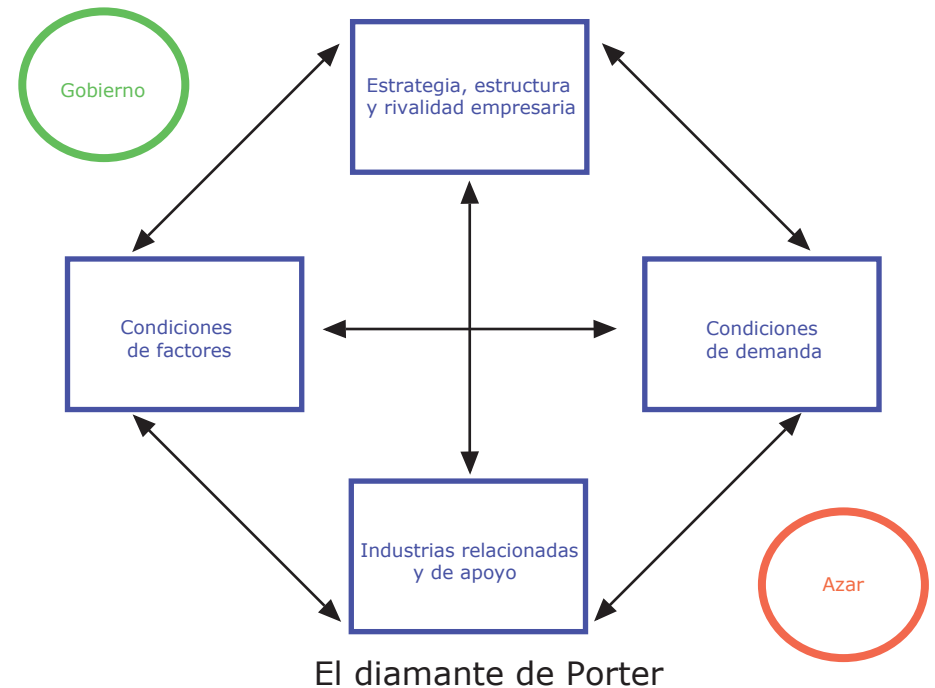 Gobierno
Estrategia, estructura
y rivalidad empresaria
Condiciones
de factores
Condiciones
de demanda
Industrias relacionadas
y de apoyo
Azar
El diamante de Porter